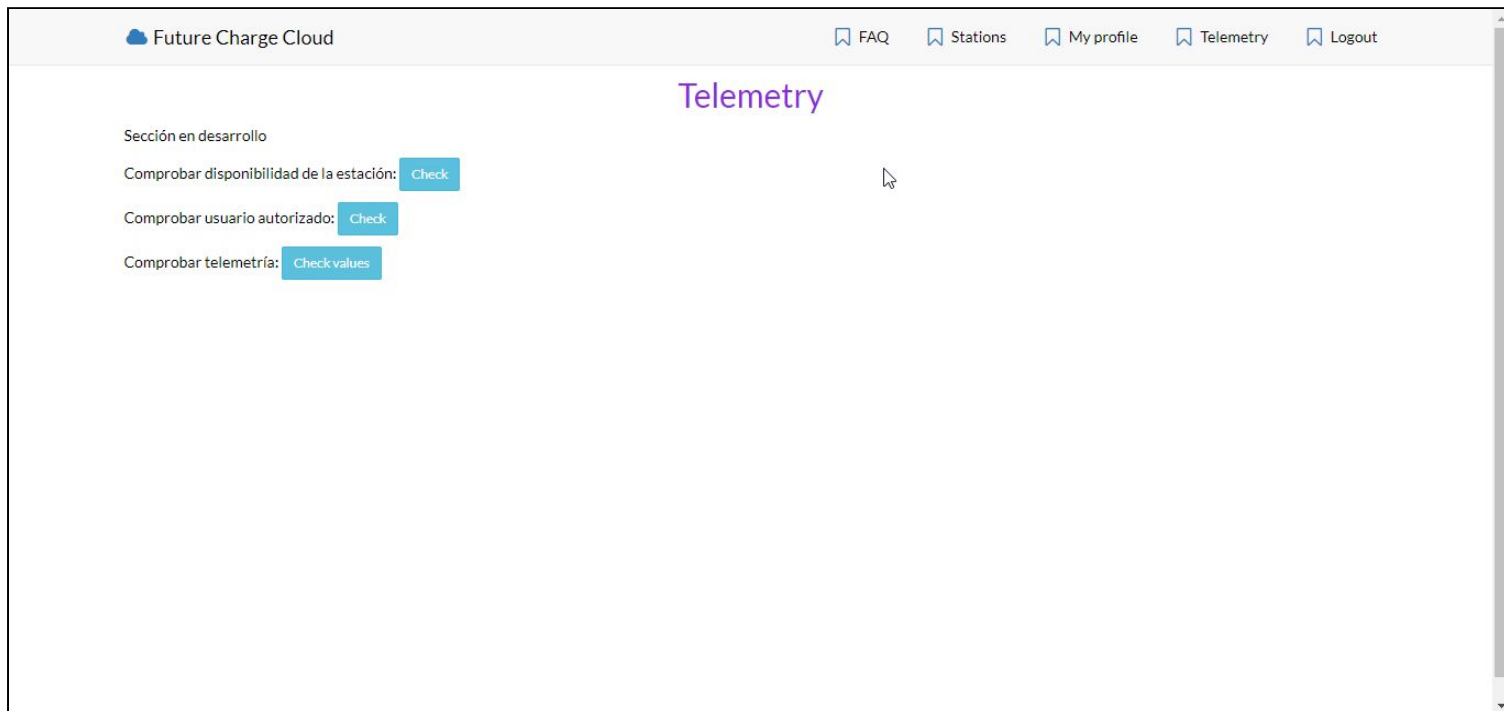 Future Charge Cloud FAQ Stations My profile Telemetry Logout
Telemetry
Sección en desarrollo
Comprobar disponibilidad de la estación: Check
Comprobar usuario autorizado: Check
Comprobar telemetría: Check values